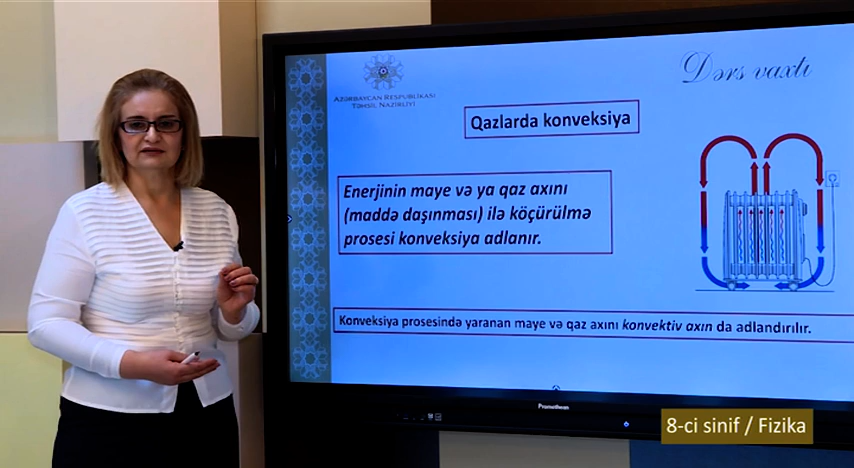 Dərs vaxtı
AZƏRBAYCAN RESPUBLİKASI
TƏHSİL NAZİRLİYİ
Qazlarda konveksiya
Enerjinin maye və ya qaz axını
(maddə daşınması) ilə köçürülmə
prosesi konveksiya adlanır.
Konveksiya prosesində yaranan maye və qaz axını konvektiv axın da adlandırılır.
Promethean
8-ci sinif / Fizika